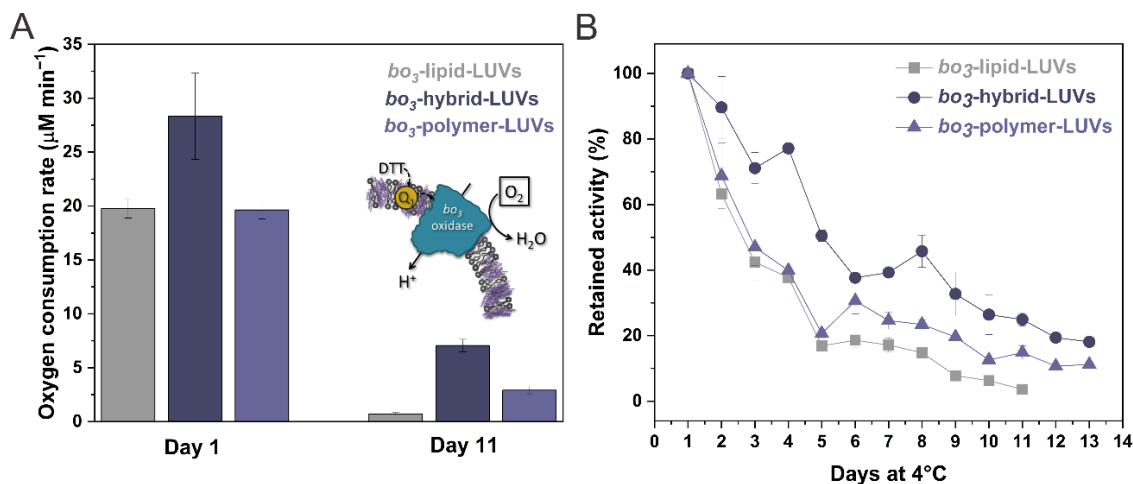 A
Oxygen consumption rate (µM min⁻¹)
35
30
25
20
15
10
5
0
bo₃-lipid-LUVs
bo₃-hybrid-LUVs
bo₃-polymer-LUVs
DTT
Q₁
bo₃
oxidase
O₂
H₂O
H⁺
Day 1
Day 11
B
Retained activity (%)
100
80
60
40
20
0
bo₃-lipid-LUVs
bo₃-hybrid-LUVs
bo₃-polymer-LUVs
0 1 2 3 4 5 6 7 8 9 10 11 12 13 14
Days at 4°C